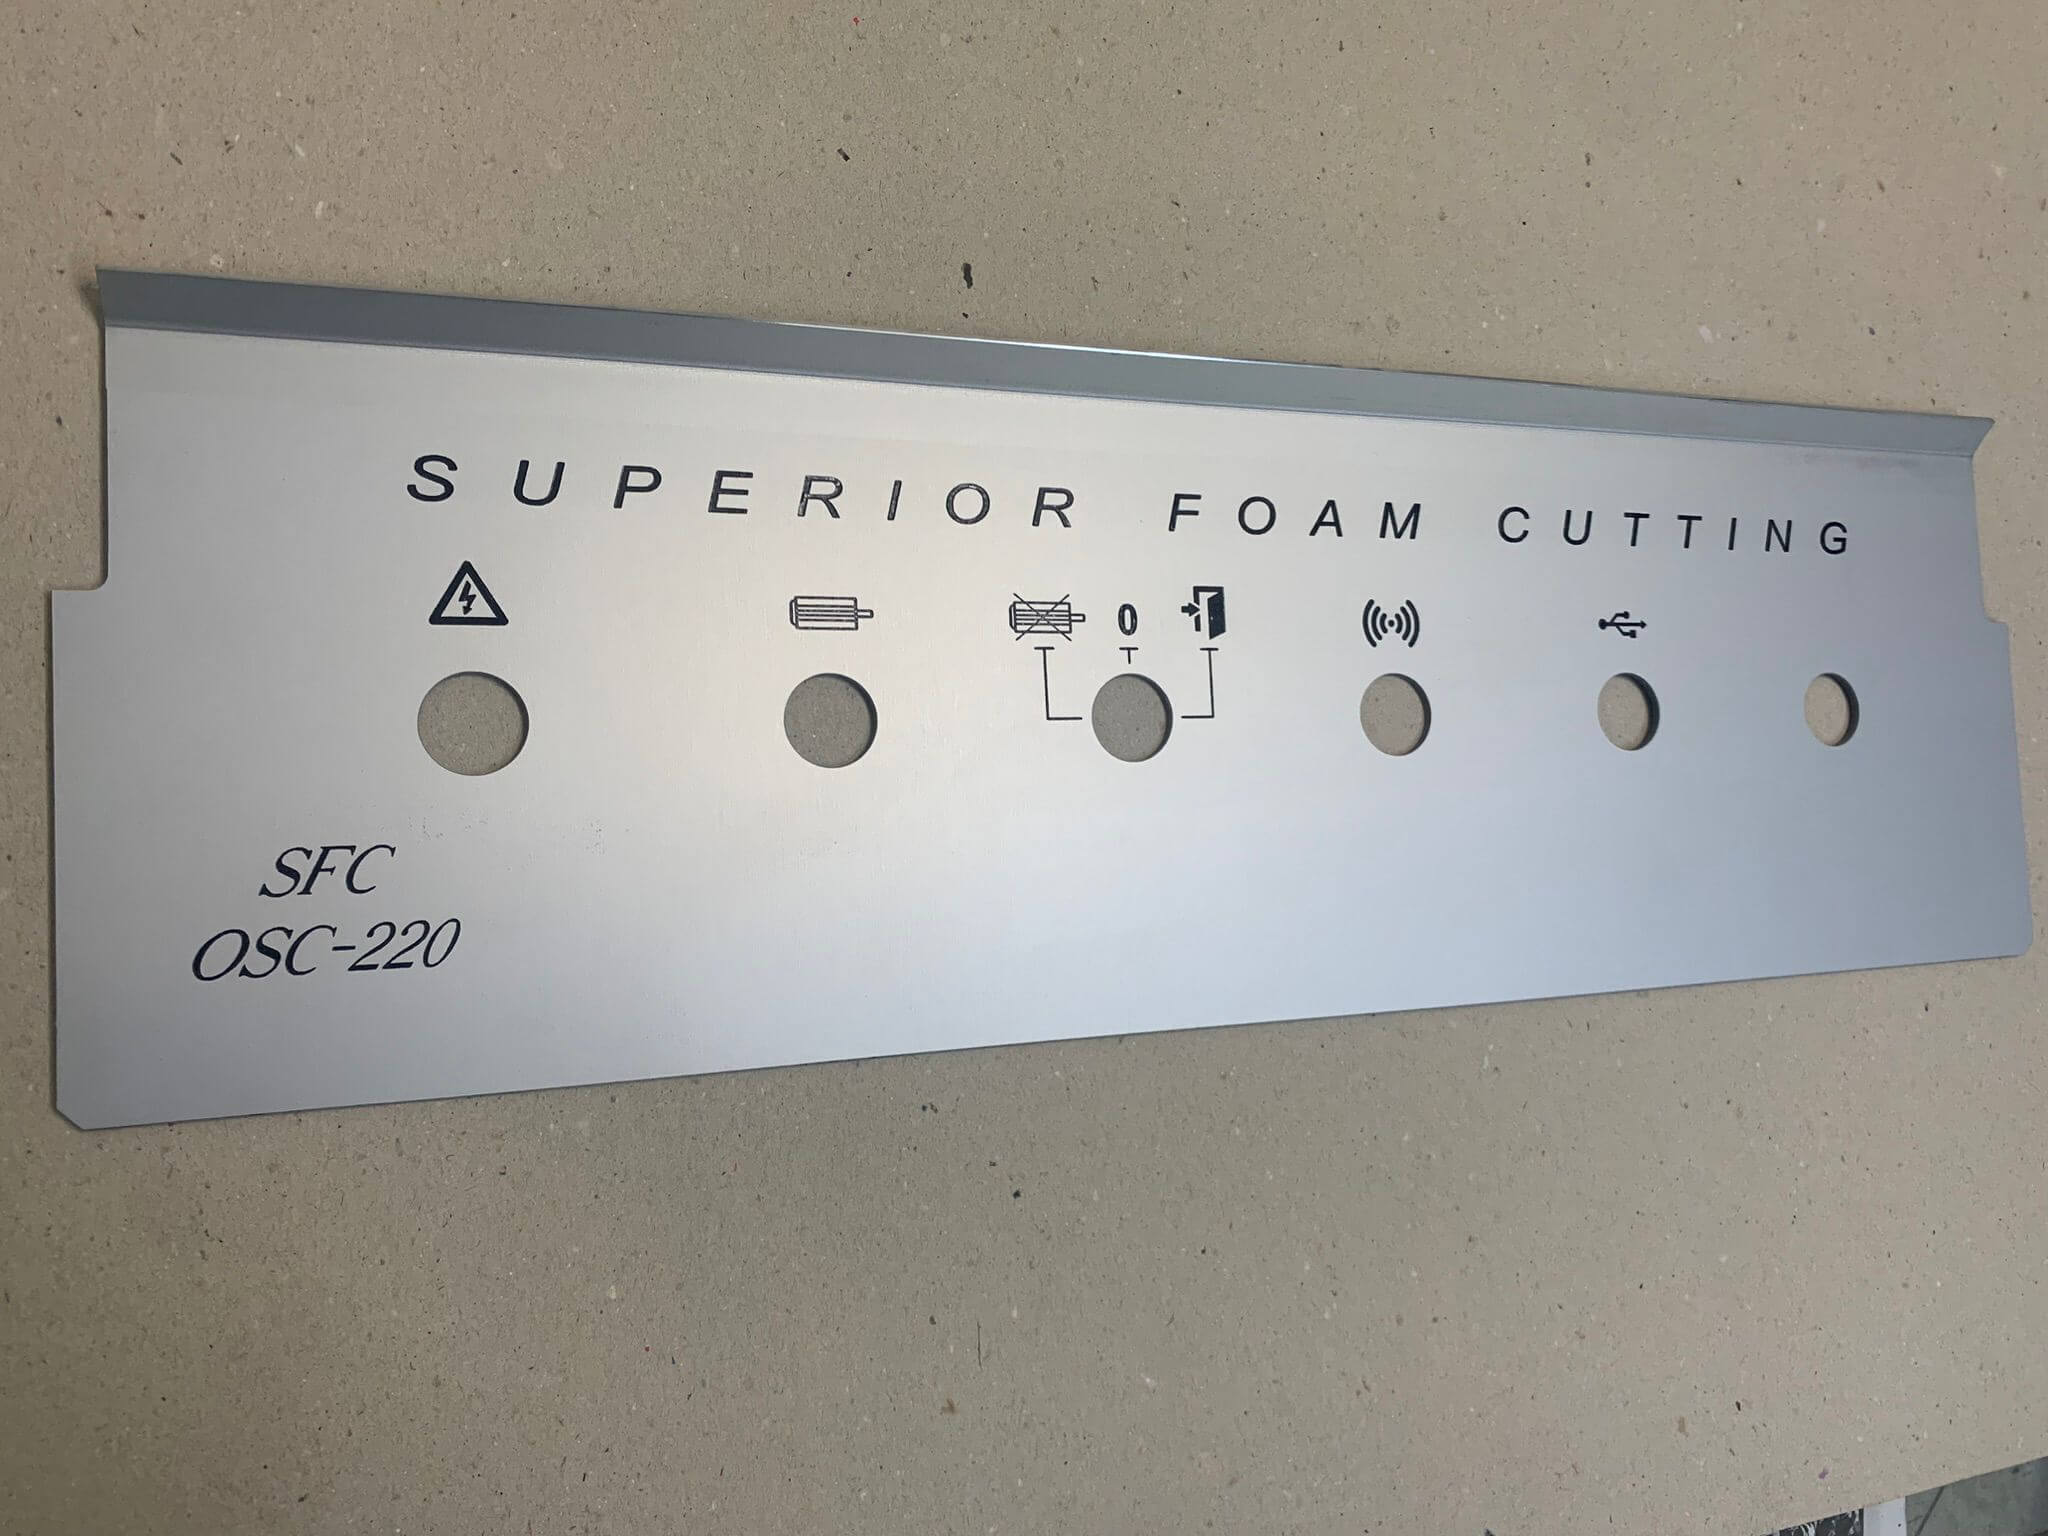 SUPERIOR FOAM CUTTING
0
SFC
OSC-220